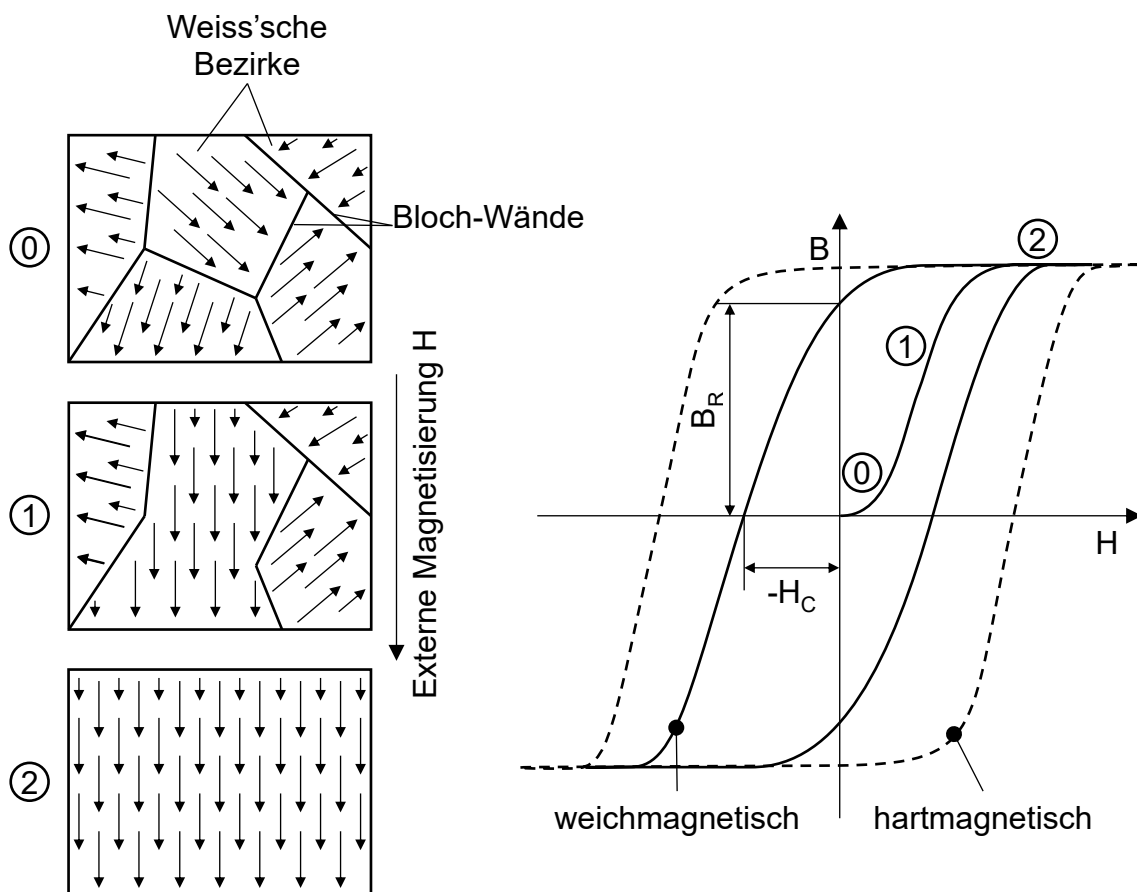 Weiss'sche
Bezirke
Bloch-Wände
0
Externe Magnetisierung H
1
2
B
2
1
B_R
0
H
-H_C
weichmagnetisch
hartmagnetisch